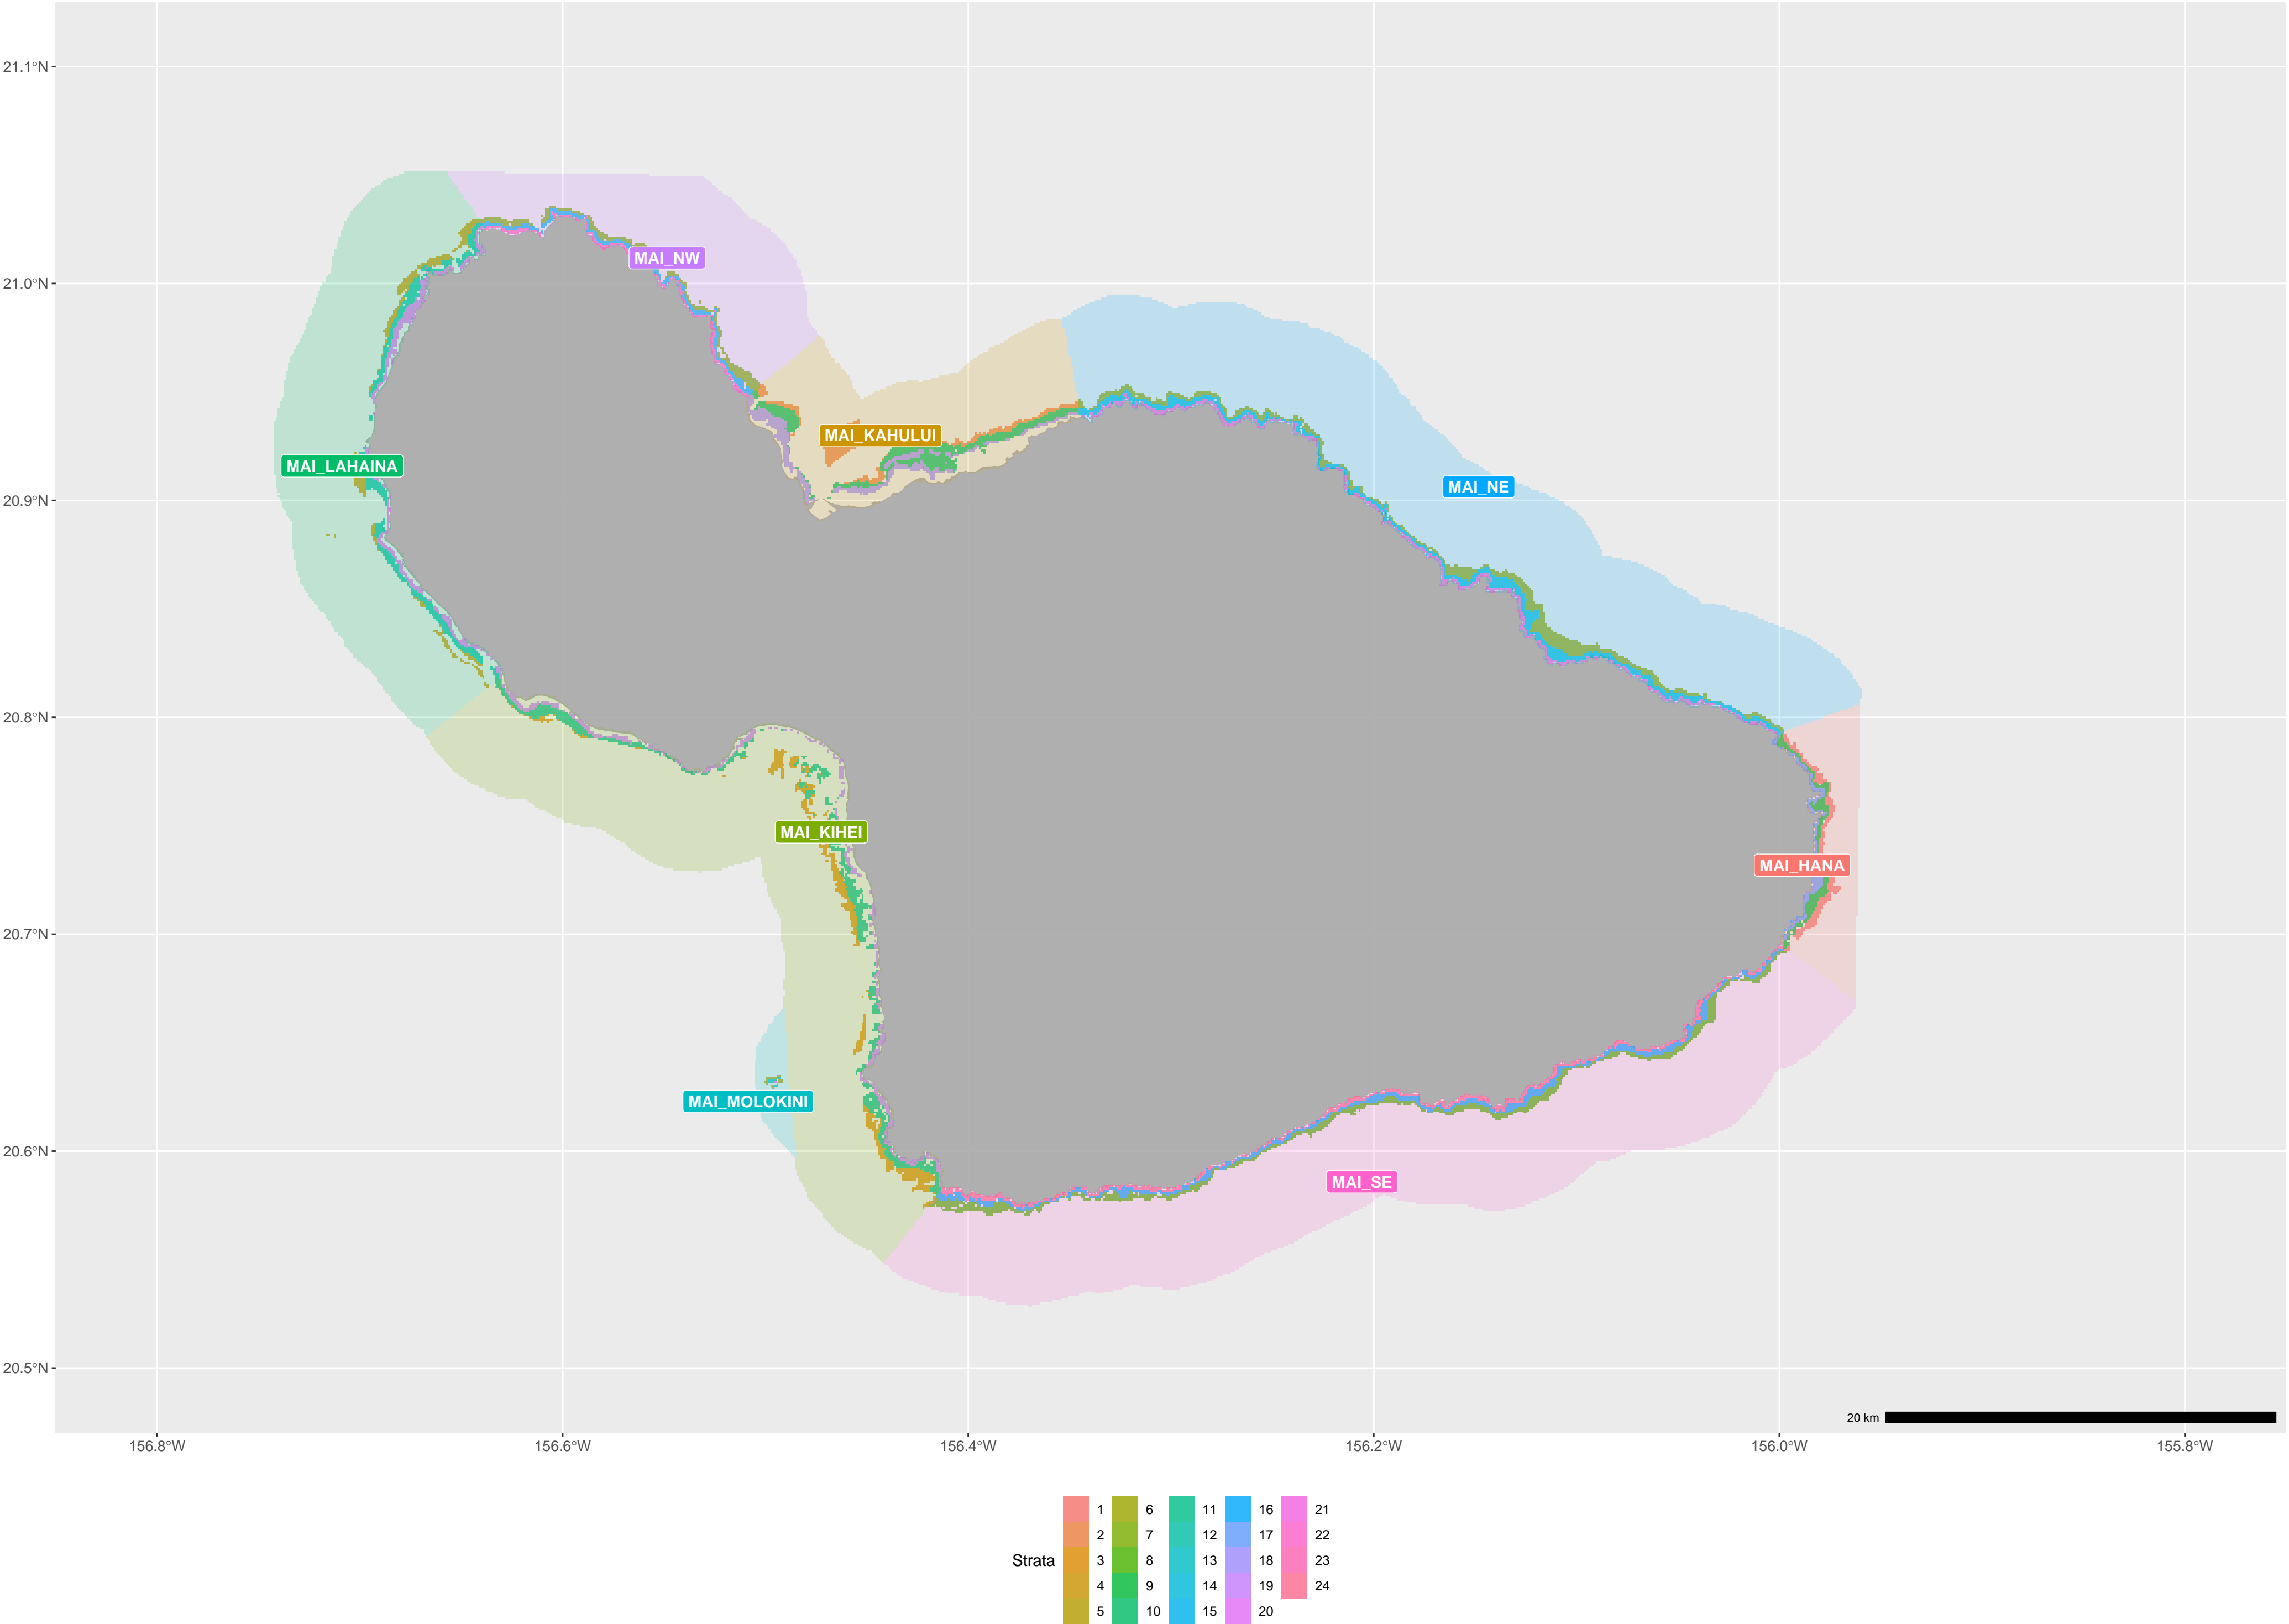 21.1°N
21.0°N
20.9°N
20.8°N
20.7°N
20.6°N
20.5°N
MAI_NW
MAI_KAHULUI
MAI_LAHAINA
MAI_NE
MAI_KIHEI
MAI_HANA
MAI_MOLOKINI
MAI_SE
20 km
156.8°W 156.6°W 156.4°W 156.2°W 156.0°W 155.8°W
Strata
1 6 11 16 21
2 7 12 17 22
3 8 13 18 23
4 9 14 19 24
5 10 15 20